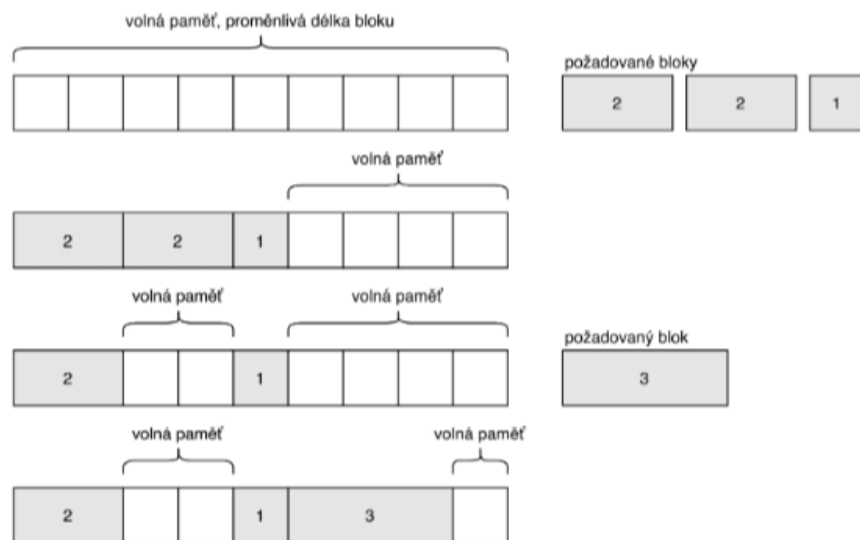 volná paměť, proměnlivá délka bloku
požadované bloky
2 2 1
volná paměť
2 2 1
volná paměť volná paměť
požadovaný blok
2 1 3
volná paměť volná paměť
2 1 3